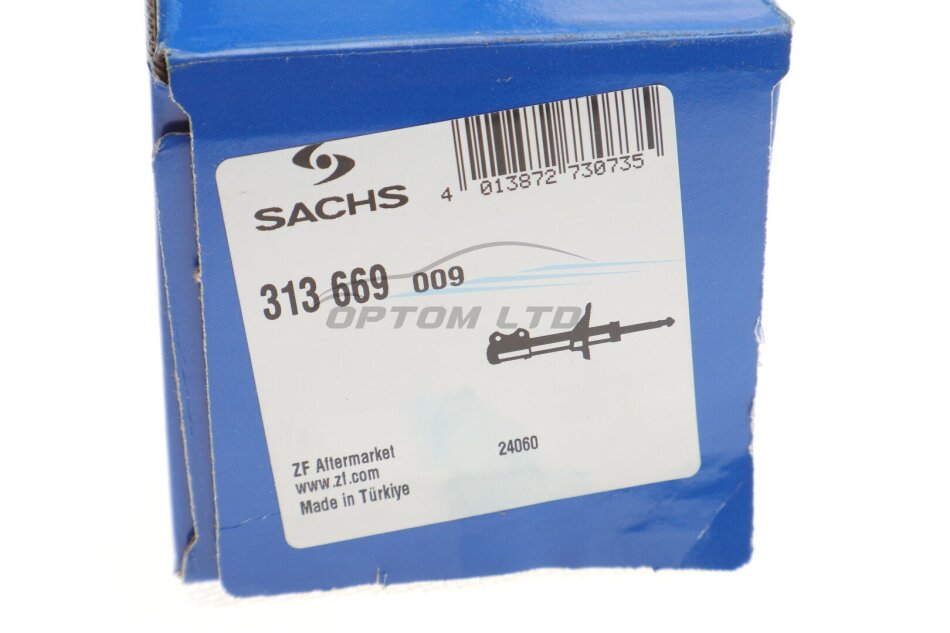 SACHS
4 013872 730735
313 669 009
OPTOM LTD
24060
ZF Aftermarket
www.zf.com
Made in Türkiye